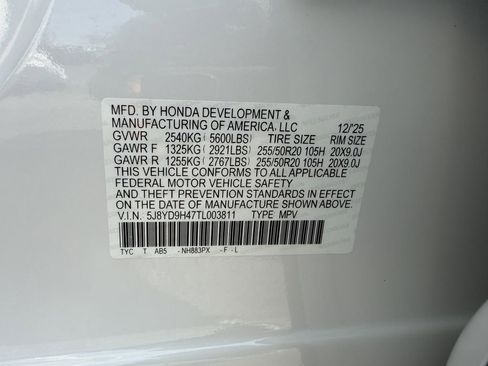 MFD. BY HONDA DEVELOPMENT &
MANUFACTURING OF AMERICA, LLC 12/'25
GVWR 2540KG (5600LBS) TIRE SIZE RIM SIZE
GAWR F 1325KG (2921LBS) 255/50R20 105H 20X9.0J
GAWR R 1255KG (2767LBS) 255/50R20 105H 20X9.0J
THIS VEHICLE CONFORMS TO ALL APPLICABLE
FEDERAL MOTOR VEHICLE SAFETY
AND THEFT PREVENTION STANDARDS IN EFFECT
ON THE DATE OF MANUFACTURE SHOWN ABOVE.
V.I.N. 5J8YD9H47TL003811 TYPE MPV
TYC T AB5 -NH883PX -F -L